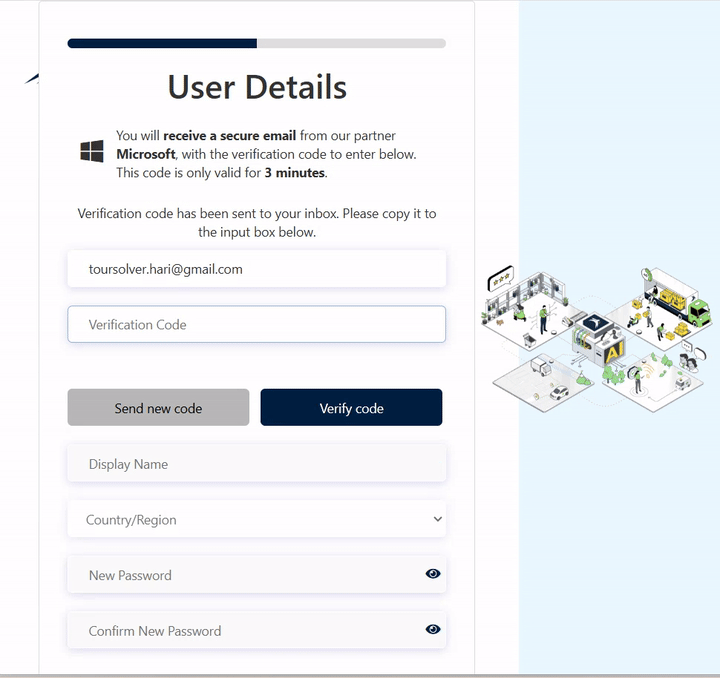 User Details
You will receive a secure email from our partner
Microsoft, with the verification code to enter below.
This code is only valid for 3 minutes.
Verification code has been sent to your inbox. Please copy it to
the input box below.
toursolver.hari@gmail.com
Verification Code
Send new code
Verify code
Display Name
Country/Region
New Password
Confirm New Password
AI